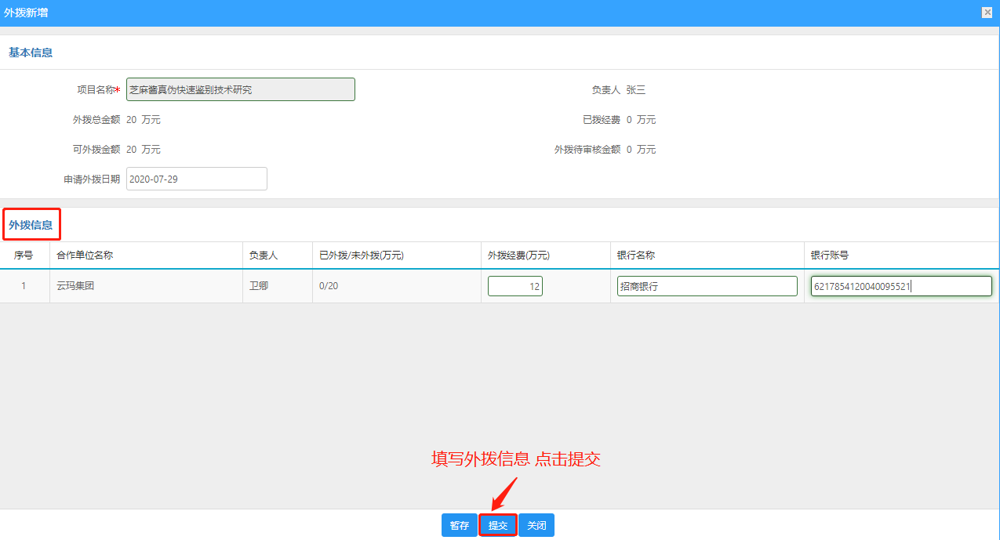 外拨新增
基本信息
项目名称* 芝麻酱真伪快速鉴别技术研究 负责人 张三
外拨总金额 20 万元 已拨经费 0 万元
可外拨金额 20 万元 外拨待审核金额 0 万元
申请外拨日期 2020-07-29
外拨信息
序号 合作单位名称 负责人 已外拨/未外拨(万元) 外拨经费(万元) 银行名称 银行账号
1 云玛集团 卫卿 0/20 12 招商银行 6217854120040095521
填写外拨信息 点击提交
暂存 提交 关闭